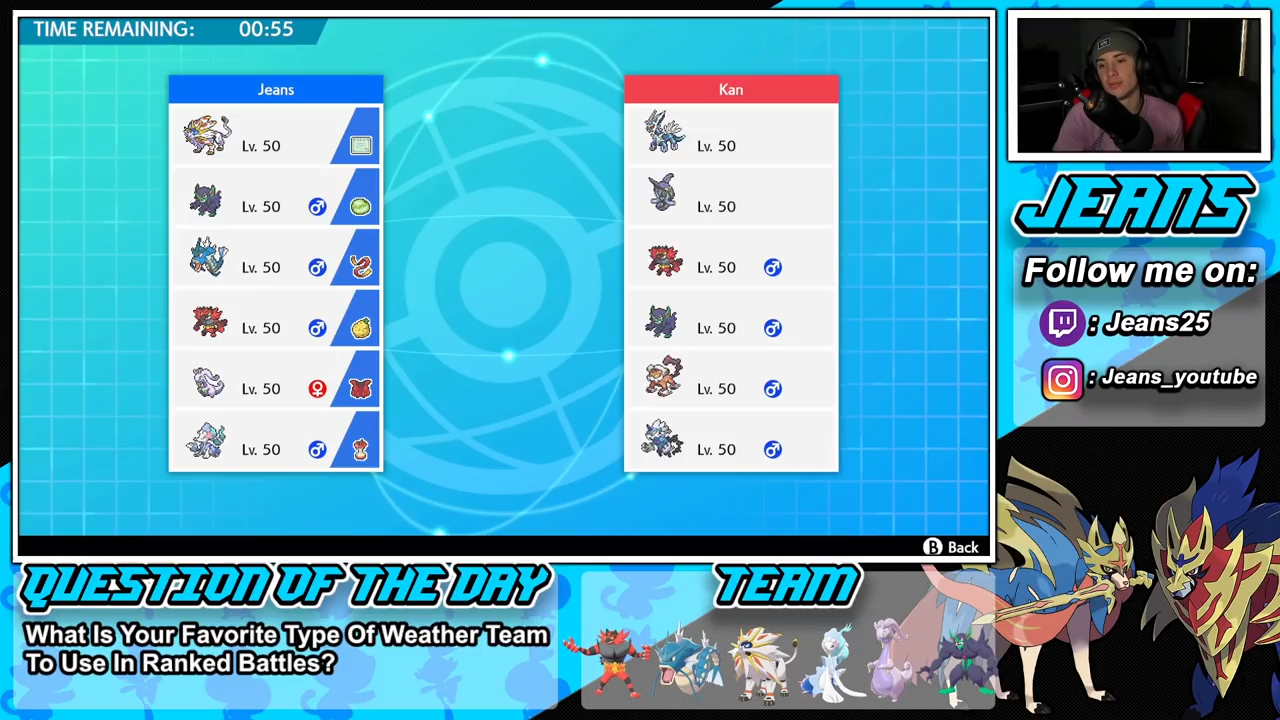 TIME REMAINING: 00:55
Jeans
Lv. 50
Lv. 50
Lv. 50
Lv. 50
Lv. 50
Lv. 50
Kan
Lv. 50
Lv. 50
Lv. 50
Lv. 50
Lv. 50
Lv. 50
B Back
JEANS
Follow me on:
: Jeans25
: Jeans_youtube
QUESTION OF THE DAY
What Is Your Favorite Type Of Weather Team
To Use In Ranked Battles?
TEAM